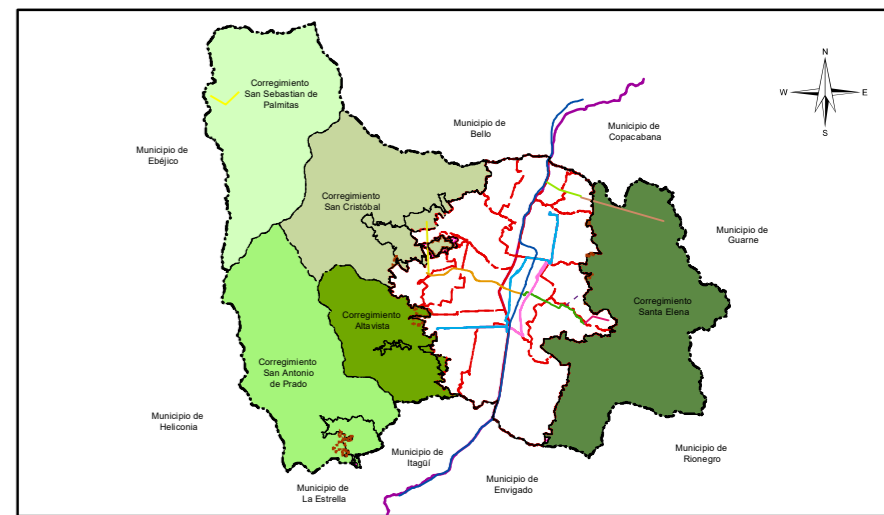 Corregimiento
San Sebastian de
Palmitas
N
W
E
S
Municipio de
Bello
Municipio de
Copacabana
Municipio de
Ebéjico
Corregimiento
San Cristóbal
Municipio de
Guarne
Corregimiento
Santa Elena
Corregimiento
Altavista
Corregimiento
San Antonio
de Prado
Municipio de
Heliconia
Municipio de
Itagüí
Municipio de
Rionegro
Municipio de
La Estrella
Municipio de
Envigado